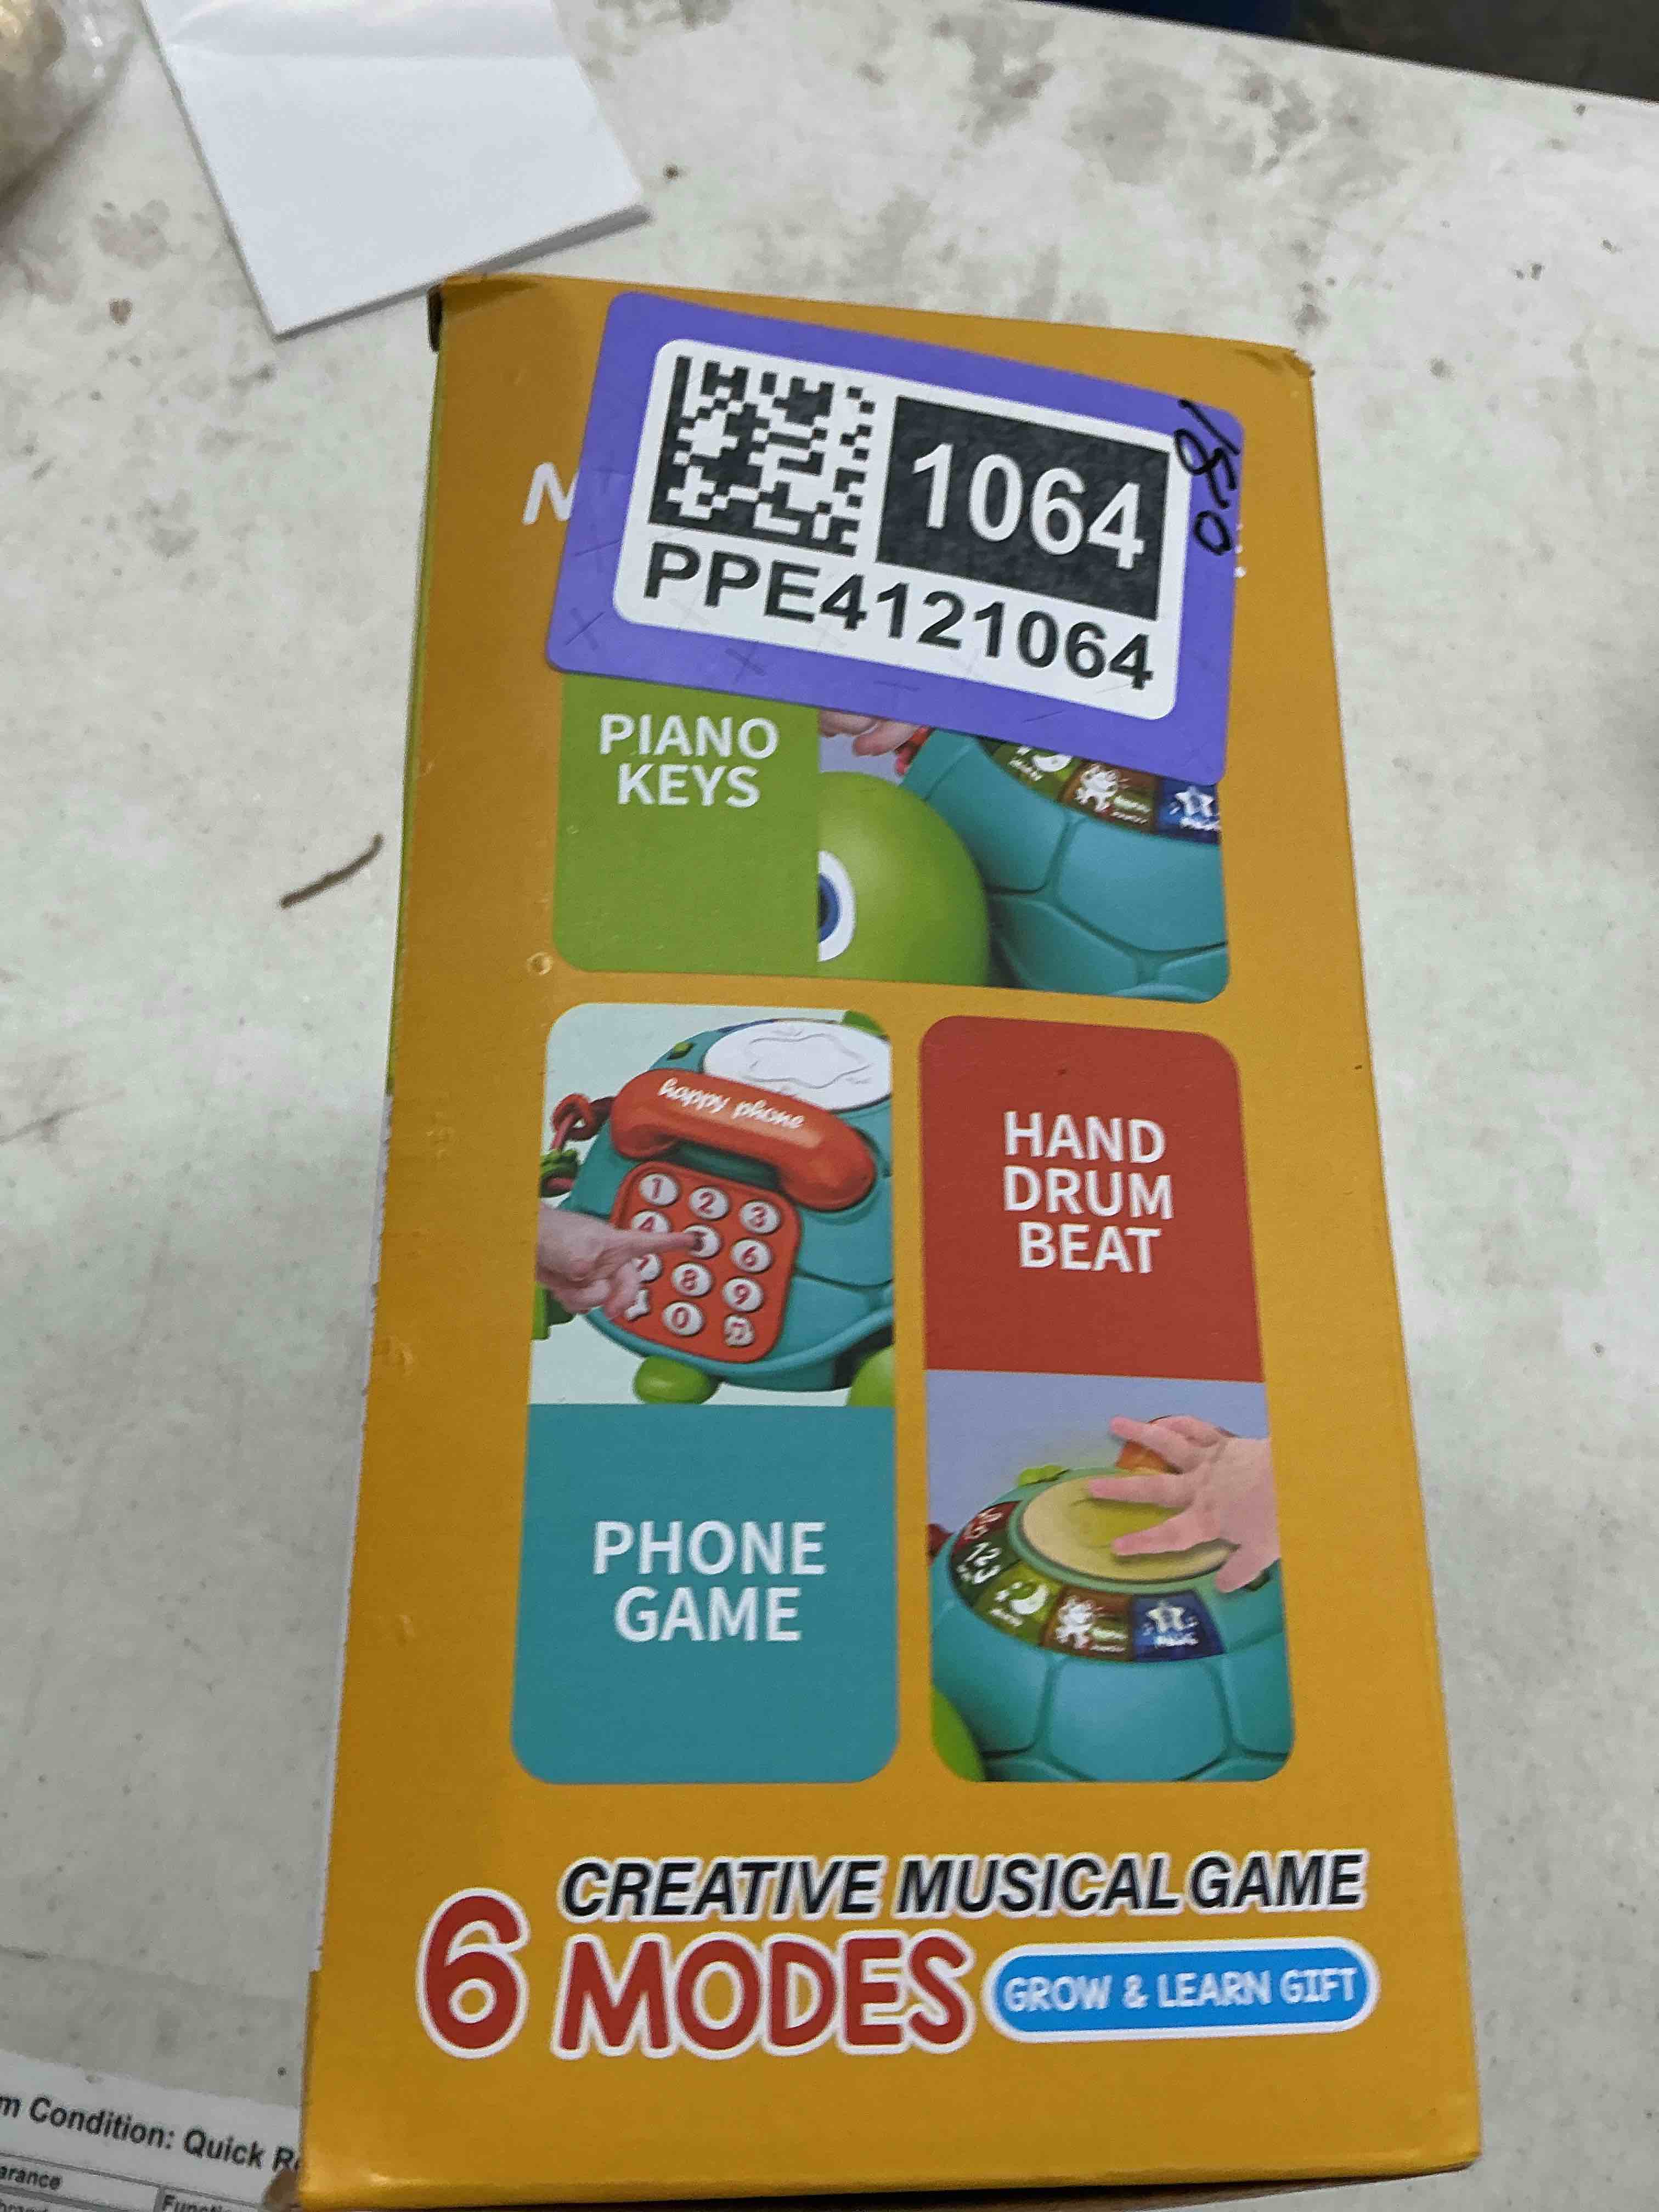 1064
PPE4121064
PIANO
KEYS
happy phone
1 2 3
4 5 6
7 8 9
0
HAND
DRUM
BEAT
PHONE
GAME
123
CREATIVE MUSICAL GAME
6 MODES
GROW & LEARN GIFT
Condition: Quick